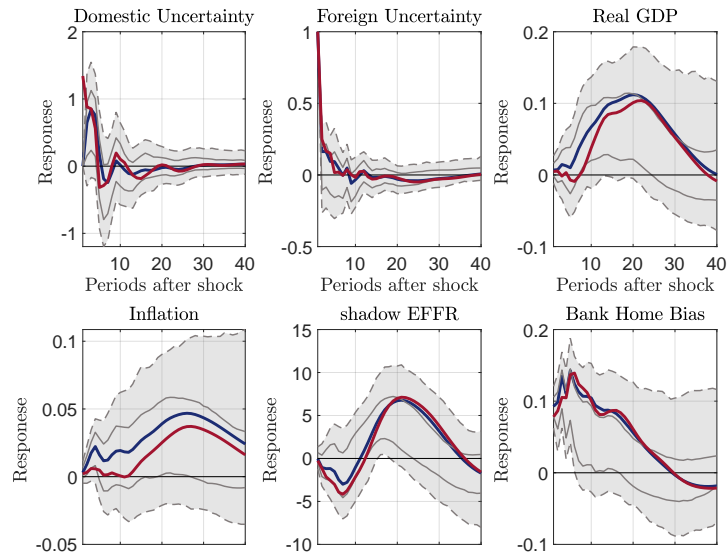 Domestic Uncertainty
Foreign Uncertainty
Real GDP
2
1
0
-1
Responese
10 20 30 40
Periods after shock
1
0.5
0
-0.5
Responese
10 20 30 40
Periods after shock
0.2
0.1
0
-0.1
Responese
10 20 30 40
Periods after shock
Inflation
shadow EFFR
Bank Home Bias
0.1
0.05
0
-0.05
Responese
15
10
5
0
-5
-10
Responese
0.2
0.1
0
-0.1
Responese